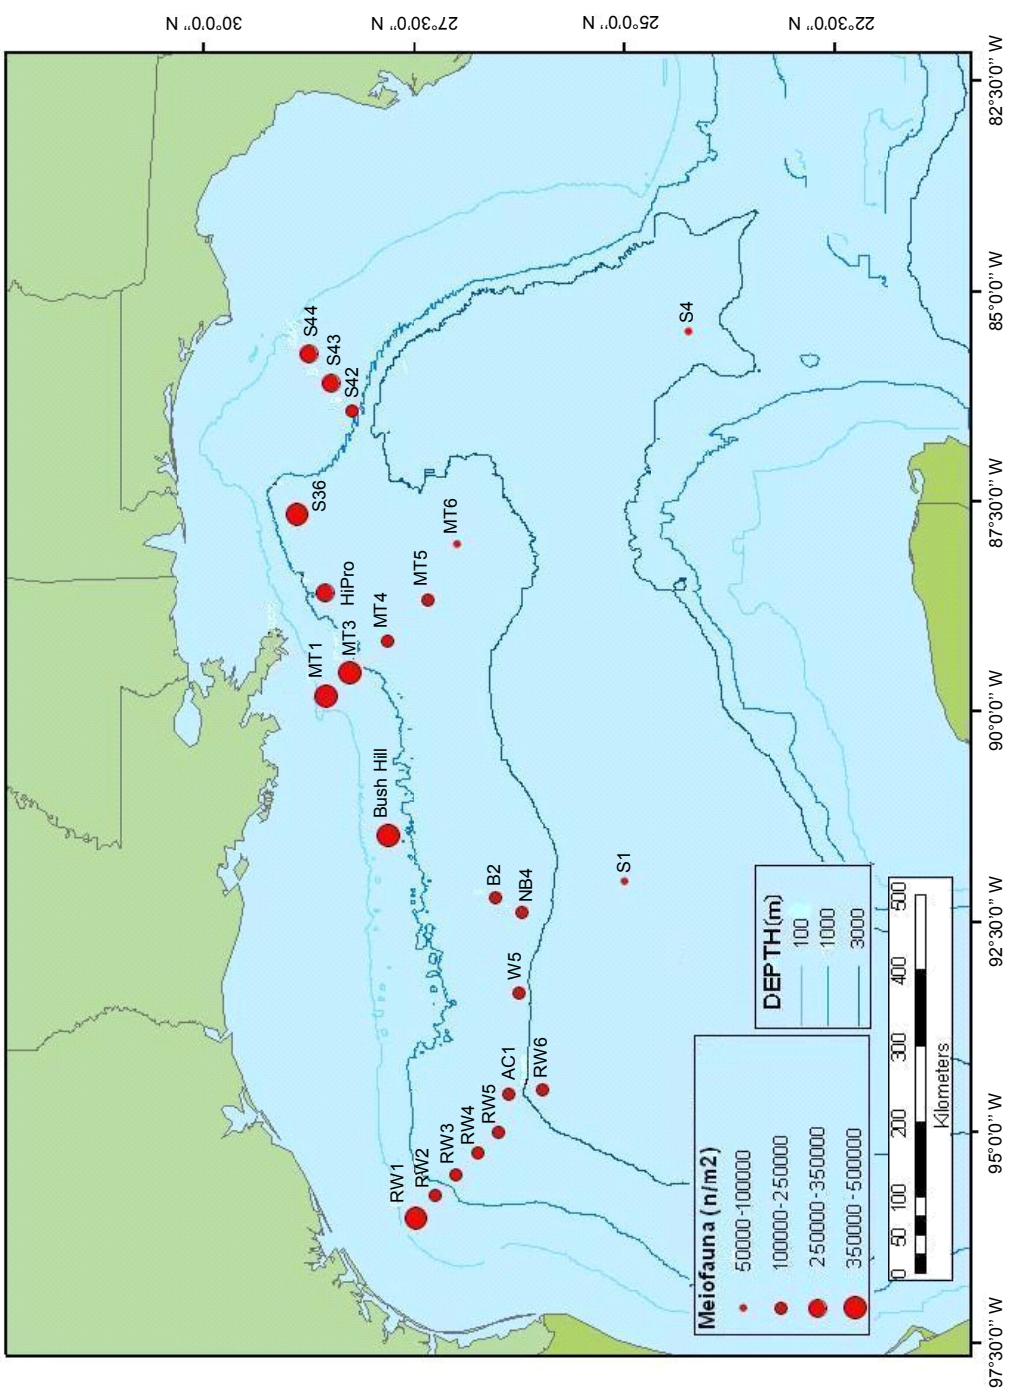 30°0'0'' N
27°30'0'' N
25°0'0'' N
22°30'0'' N
97°30'0'' W
95°0'0'' W
92°30'0'' W
90°0'0'' W
87°30'0'' W
85°0'0'' W
82°30'0'' W
S44
S43
S42
S36
HiPro
MT1
MT3
MT4
MT5
MT6
Bush Hill
B2
NB4
W5
AC1
RW1
RW2
RW3
RW4
RW5
RW6
S1
S4
Meiofauna (n/m2)
50000-100000
100000-250000
250000-350000
350000-500000
DEPTH(m)
100
1000
3000
0 50 100 200 300 400 500
Kilometers